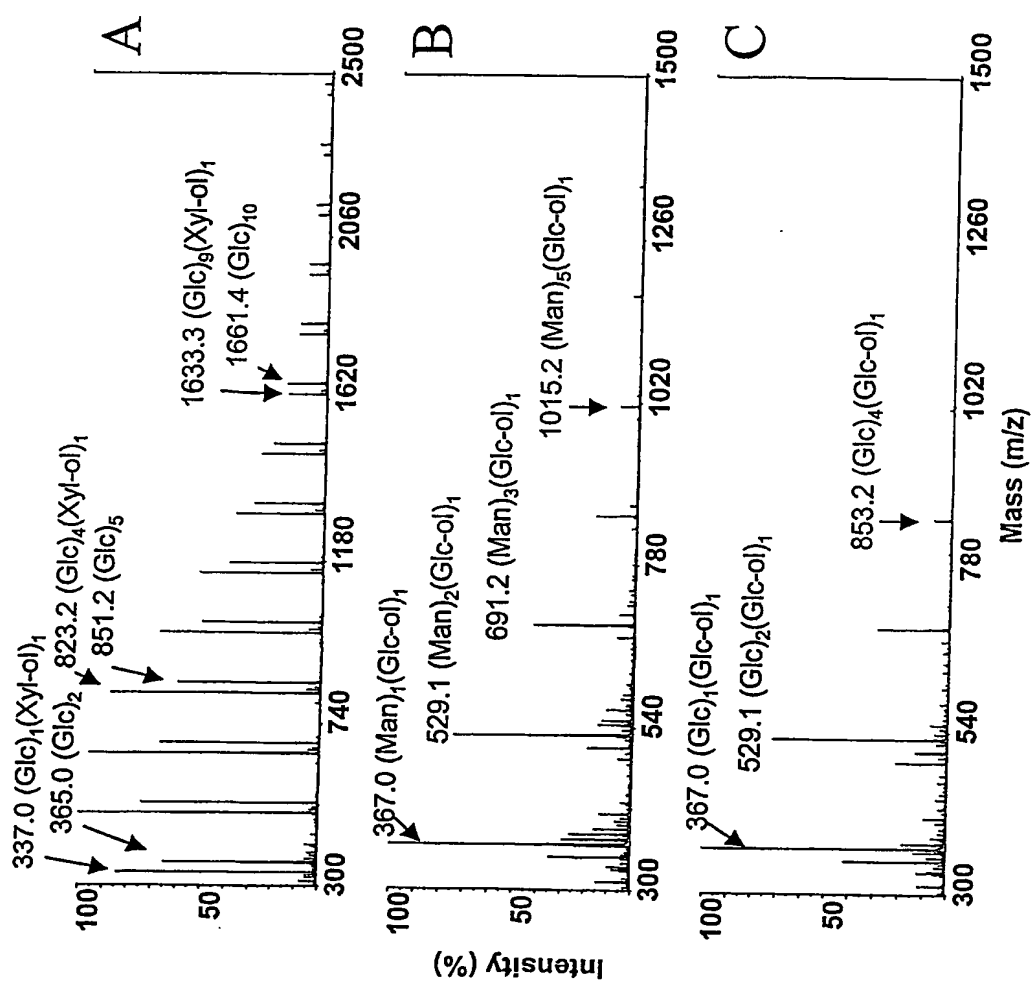 A
337.0 (Glc)₁(Xyl-ol)₁
365.0 (Glc)₂
823.2 (Glc)₄(Xyl-ol)₁
851.2 (Glc)₅
1633.3 (Glc)₉(Xyl-ol)₁
1661.4 (Glc)₁₀
100
50
300
740
1180
1620
2060
2500
B
367.0 (Man)₁(Glc-ol)₁
529.1 (Man)₂(Glc-ol)₁
691.2 (Man)₃(Glc-ol)₁
1015.2 (Man)₅(Glc-ol)₁
100
50
300
540
780
1020
1260
1500
C
367.0 (Glc)₁(Glc-ol)₁
529.1 (Glc)₂(Glc-ol)₁
853.2 (Glc)₄(Glc-ol)₁
100
50
300
540
780
1020
1260
1500
Intensity (%)
Mass (m/z)